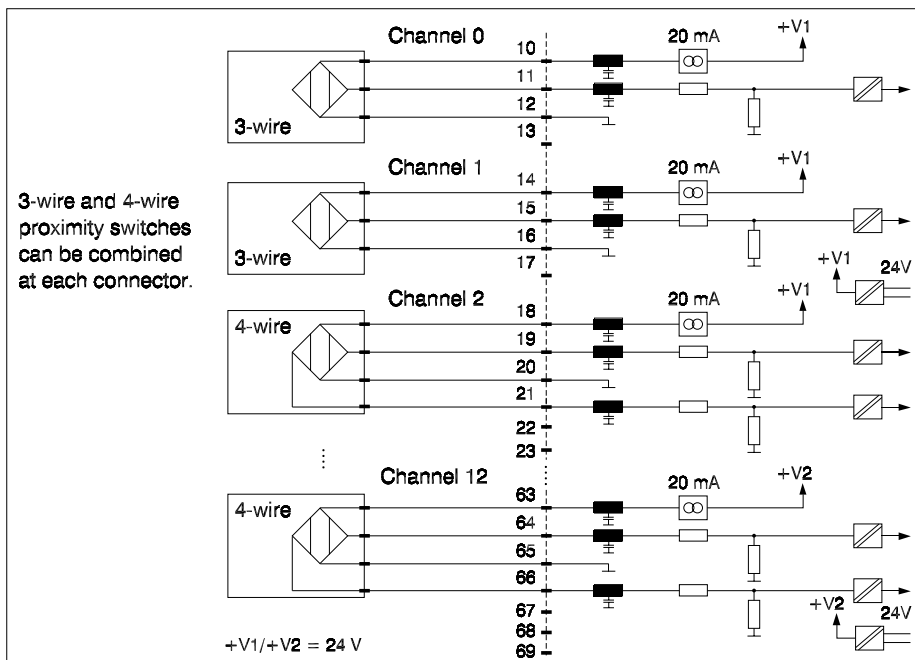 Channel 0
20 mA
+V1
10
11
12
13
3-wire
Channel 1
20 mA
+V1
14
15
16
17
3-wire
3-wire and 4-wire
proximity switches
can be combined
at each connector.
+V1
24V
Channel 2
20 mA
+V1
4-wire
18
19
20
21
22
23
Channel 12
20 mA
+V2
4-wire
63
64
65
66
67
68
69
+V2
24V
+V1/+V2 = 24 V